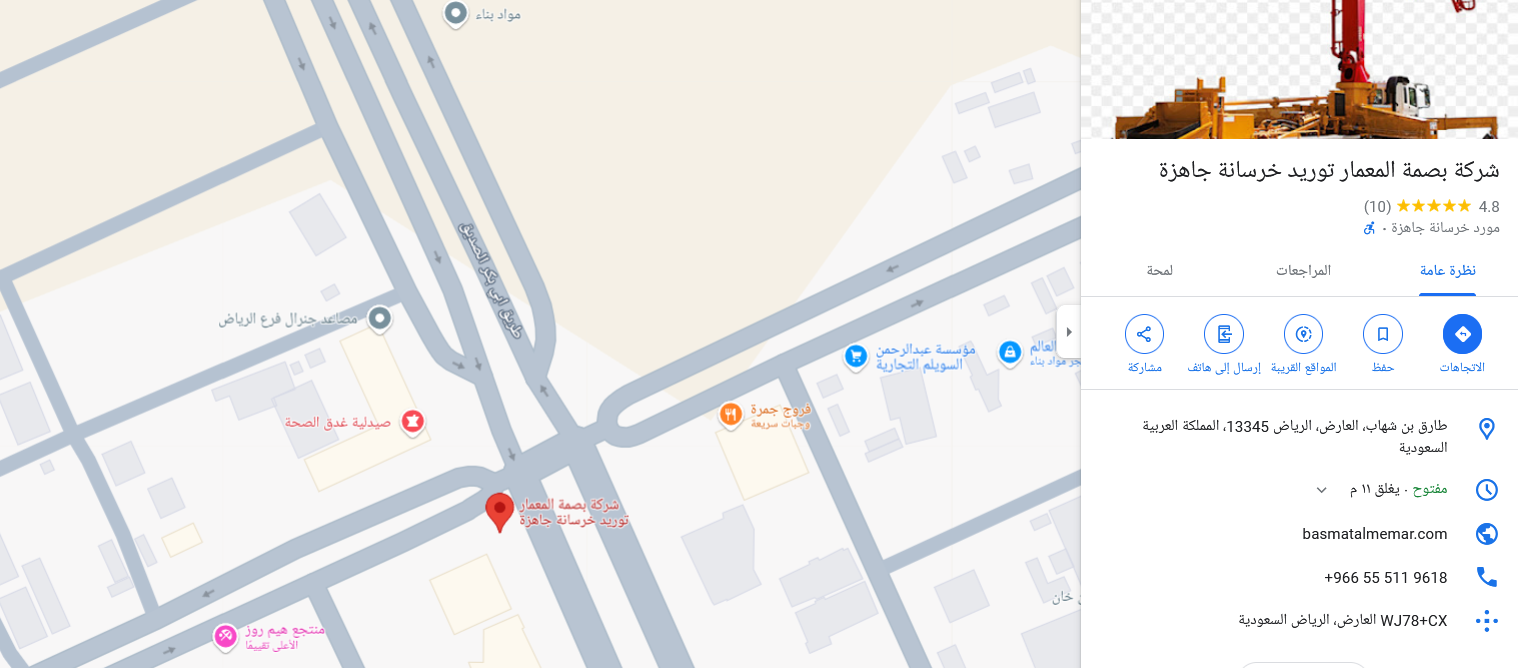 مواد بناء
طريق ابي بكر الصديق
مصاعد جنرال فرع الرياض
مؤسسة عبدالرحمن
السويلم التجارية
العالم
جر مواد بناء
فروج جمرة
وجبات سريعة
صيدلية غدق الصحة
شركة بصمة المعمار
توريد خرسانة جاهزة
خان
منتجع هيم روز
الأعلى تقييمًا
شركة بصمة المعمار توريد خرسانة جاهزة
4.8 (10)
مورد خرسانة جاهزة ·
نظرة عامة
المراجعات
لمحة
الاتجاهات
حفظ
المواقع القريبة
إرسال إلى هاتف
مشاركة
طارق بن شهاب، العارض، الرياض 13345، المملكة العربية
السعودية
مفتوح · يغلق ١١ م
basmatalmemar.com
+966 55 511 9618
WJ78+CX العارض، الرياض السعودية